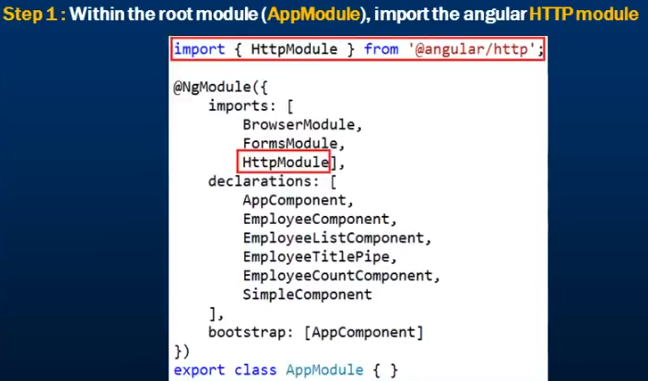 Step 1 : Within the root module (AppModule), import the angular HTTP module
import { HttpModule } from '@angular/http';
@NgModule({
    imports: [
        BrowserModule,
        FormsModule,
        HttpModule],
    declarations: [
        AppComponent,
        EmployeeComponent,
        EmployeeListComponent,
        EmployeeTitlePipe,
        EmployeeCountComponent,
        SimpleComponent
    ],
    bootstrap: [AppComponent]
})
export class AppModule { }